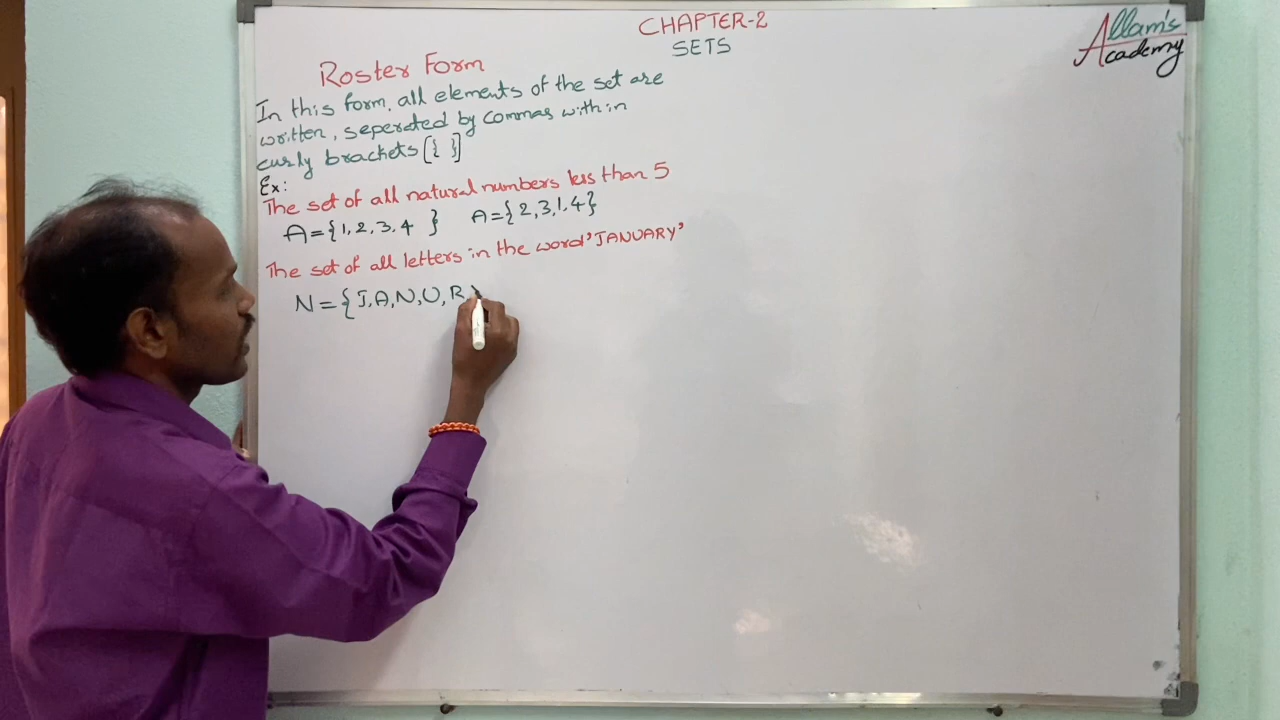 CHAPTER-2
SETS
Allam's
Academy
Roster Form
In this form, all elements of the set are
written, seperated by commas with in
curly brackets [{ }]
Ex:
The set of all natural numbers less than 5
A={1,2,3,4 } A={2,3,1,4}
The set of all letters in the word 'JANUARY'
N={J,A,N,U,R,